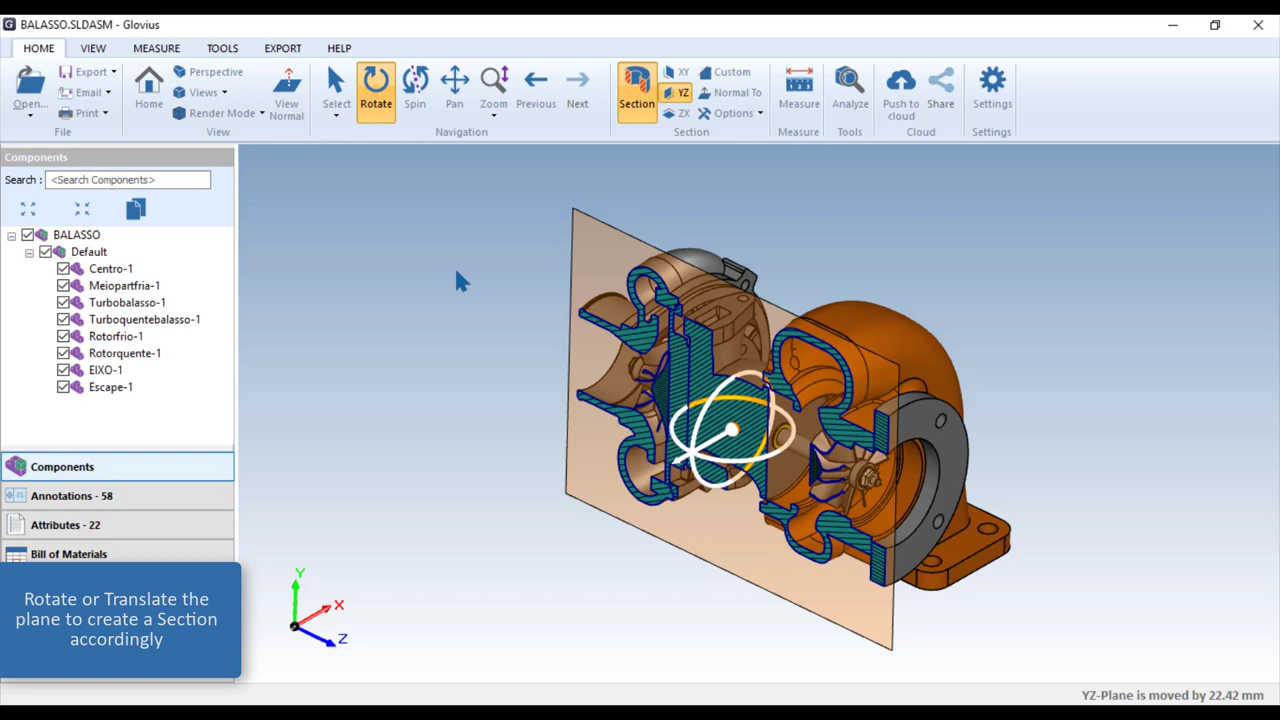 BALASSO.SLDASM - Glovius
HOME VIEW MEASURE TOOLS EXPORT HELP
Open...
Export
Email
Print
File
Home
Perspective
Views
Render Mode
View
Normal
View
Select
Rotate
Spin
Pan
Zoom
Previous
Next
Navigation
Section
XY
YZ
ZX
Custom
Normal To
Options
Section
Measure
Measure
Analyze
Tools
Push to
cloud
Share
Cloud
Settings
Settings
Components
Search : <Search Components>
BALASSO
Default
Centro-1
Meiopartfria-1
Turbobalasso-1
Turboquentebalasso-1
Rotorfrio-1
Rotorquente-1
EIXO-1
Escape-1
Components
Annotations - 58
Attributes - 22
Bill of Materials
Rotate or Translate the
plane to create a Section
accordingly
Y
X
Z
YZ-Plane is moved by 22.42 mm